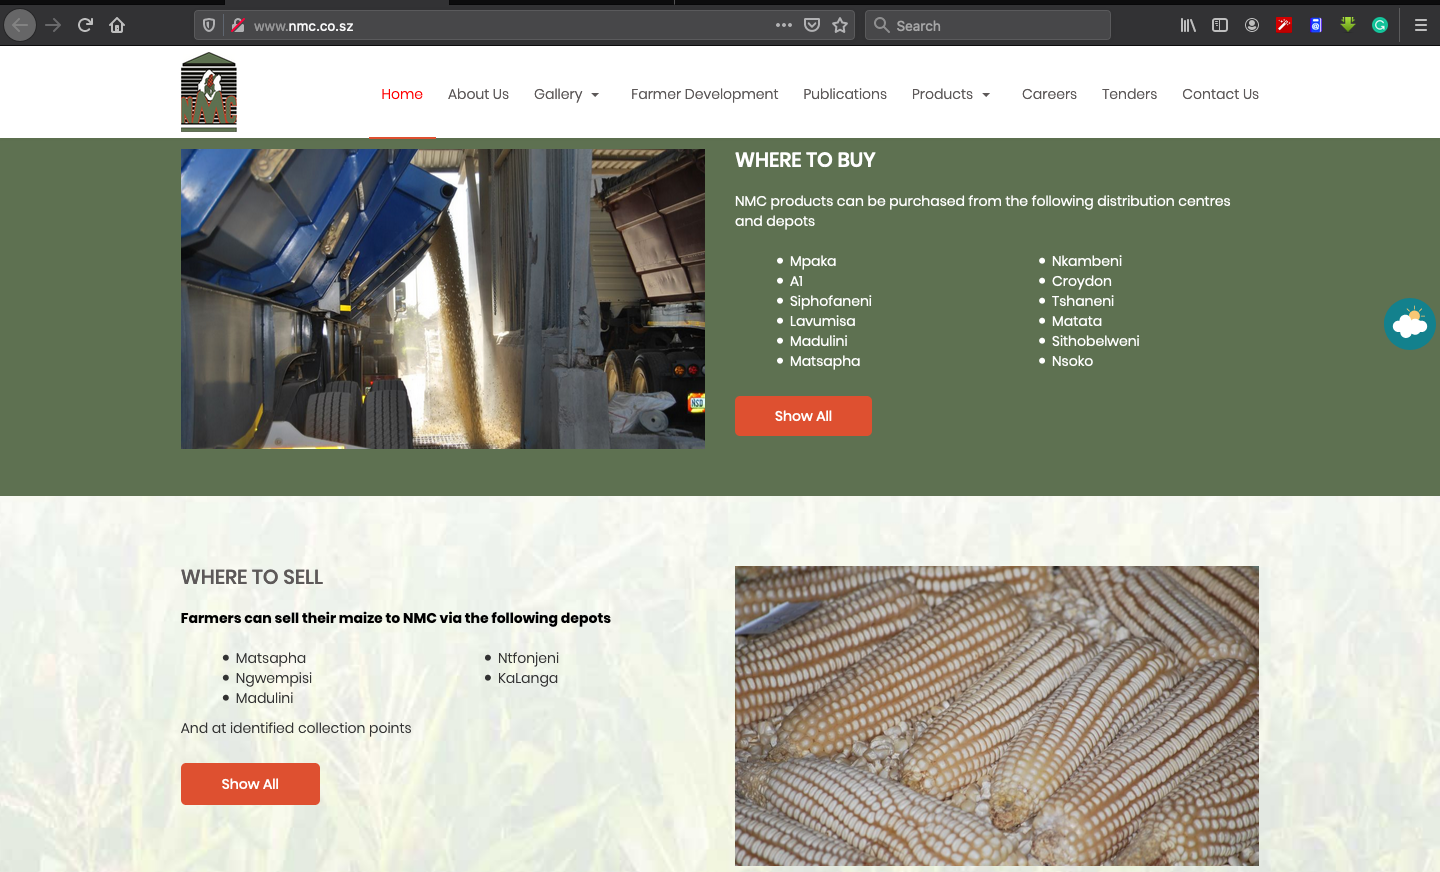 www.nmc.co.sz
Search
NMC
Home About Us Gallery Farmer Development Publications Products Careers Tenders Contact Us
WHERE TO BUY
NMC products can be purchased from the following distribution centres
and depots
Mpaka
A1
Siphofaneni
Lavumisa
Madulini
Matsapha
Nkambeni
Croydon
Tshaneni
Matata
Sithobelweni
Nsoko
Show All
NSD
WHERE TO SELL
Farmers can sell their maize to NMC via the following depots
Matsapha
Ngwempisi
Madulini
Ntfonjeni
KaLanga
And at identified collection points
Show All